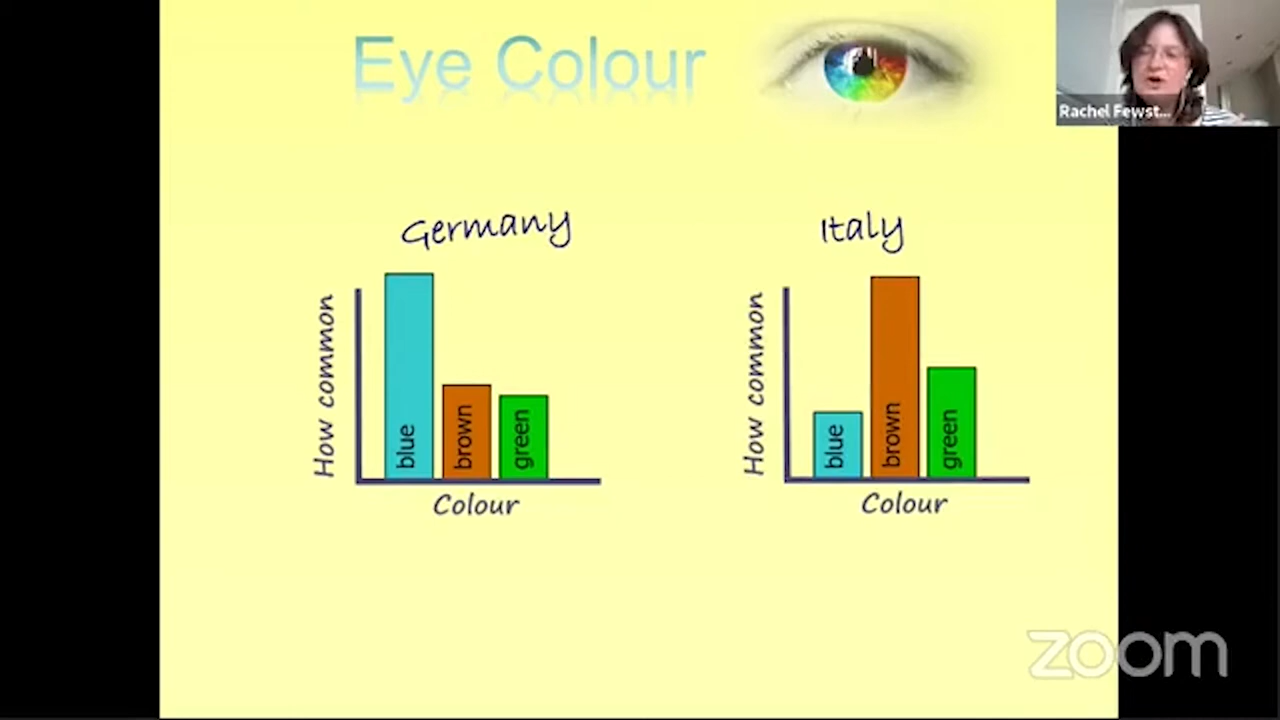 Eye Colour
Rachel Fewst...
Germany
How common
blue
brown
green
Colour
Italy
How common
blue
brown
green
Colour
zoom